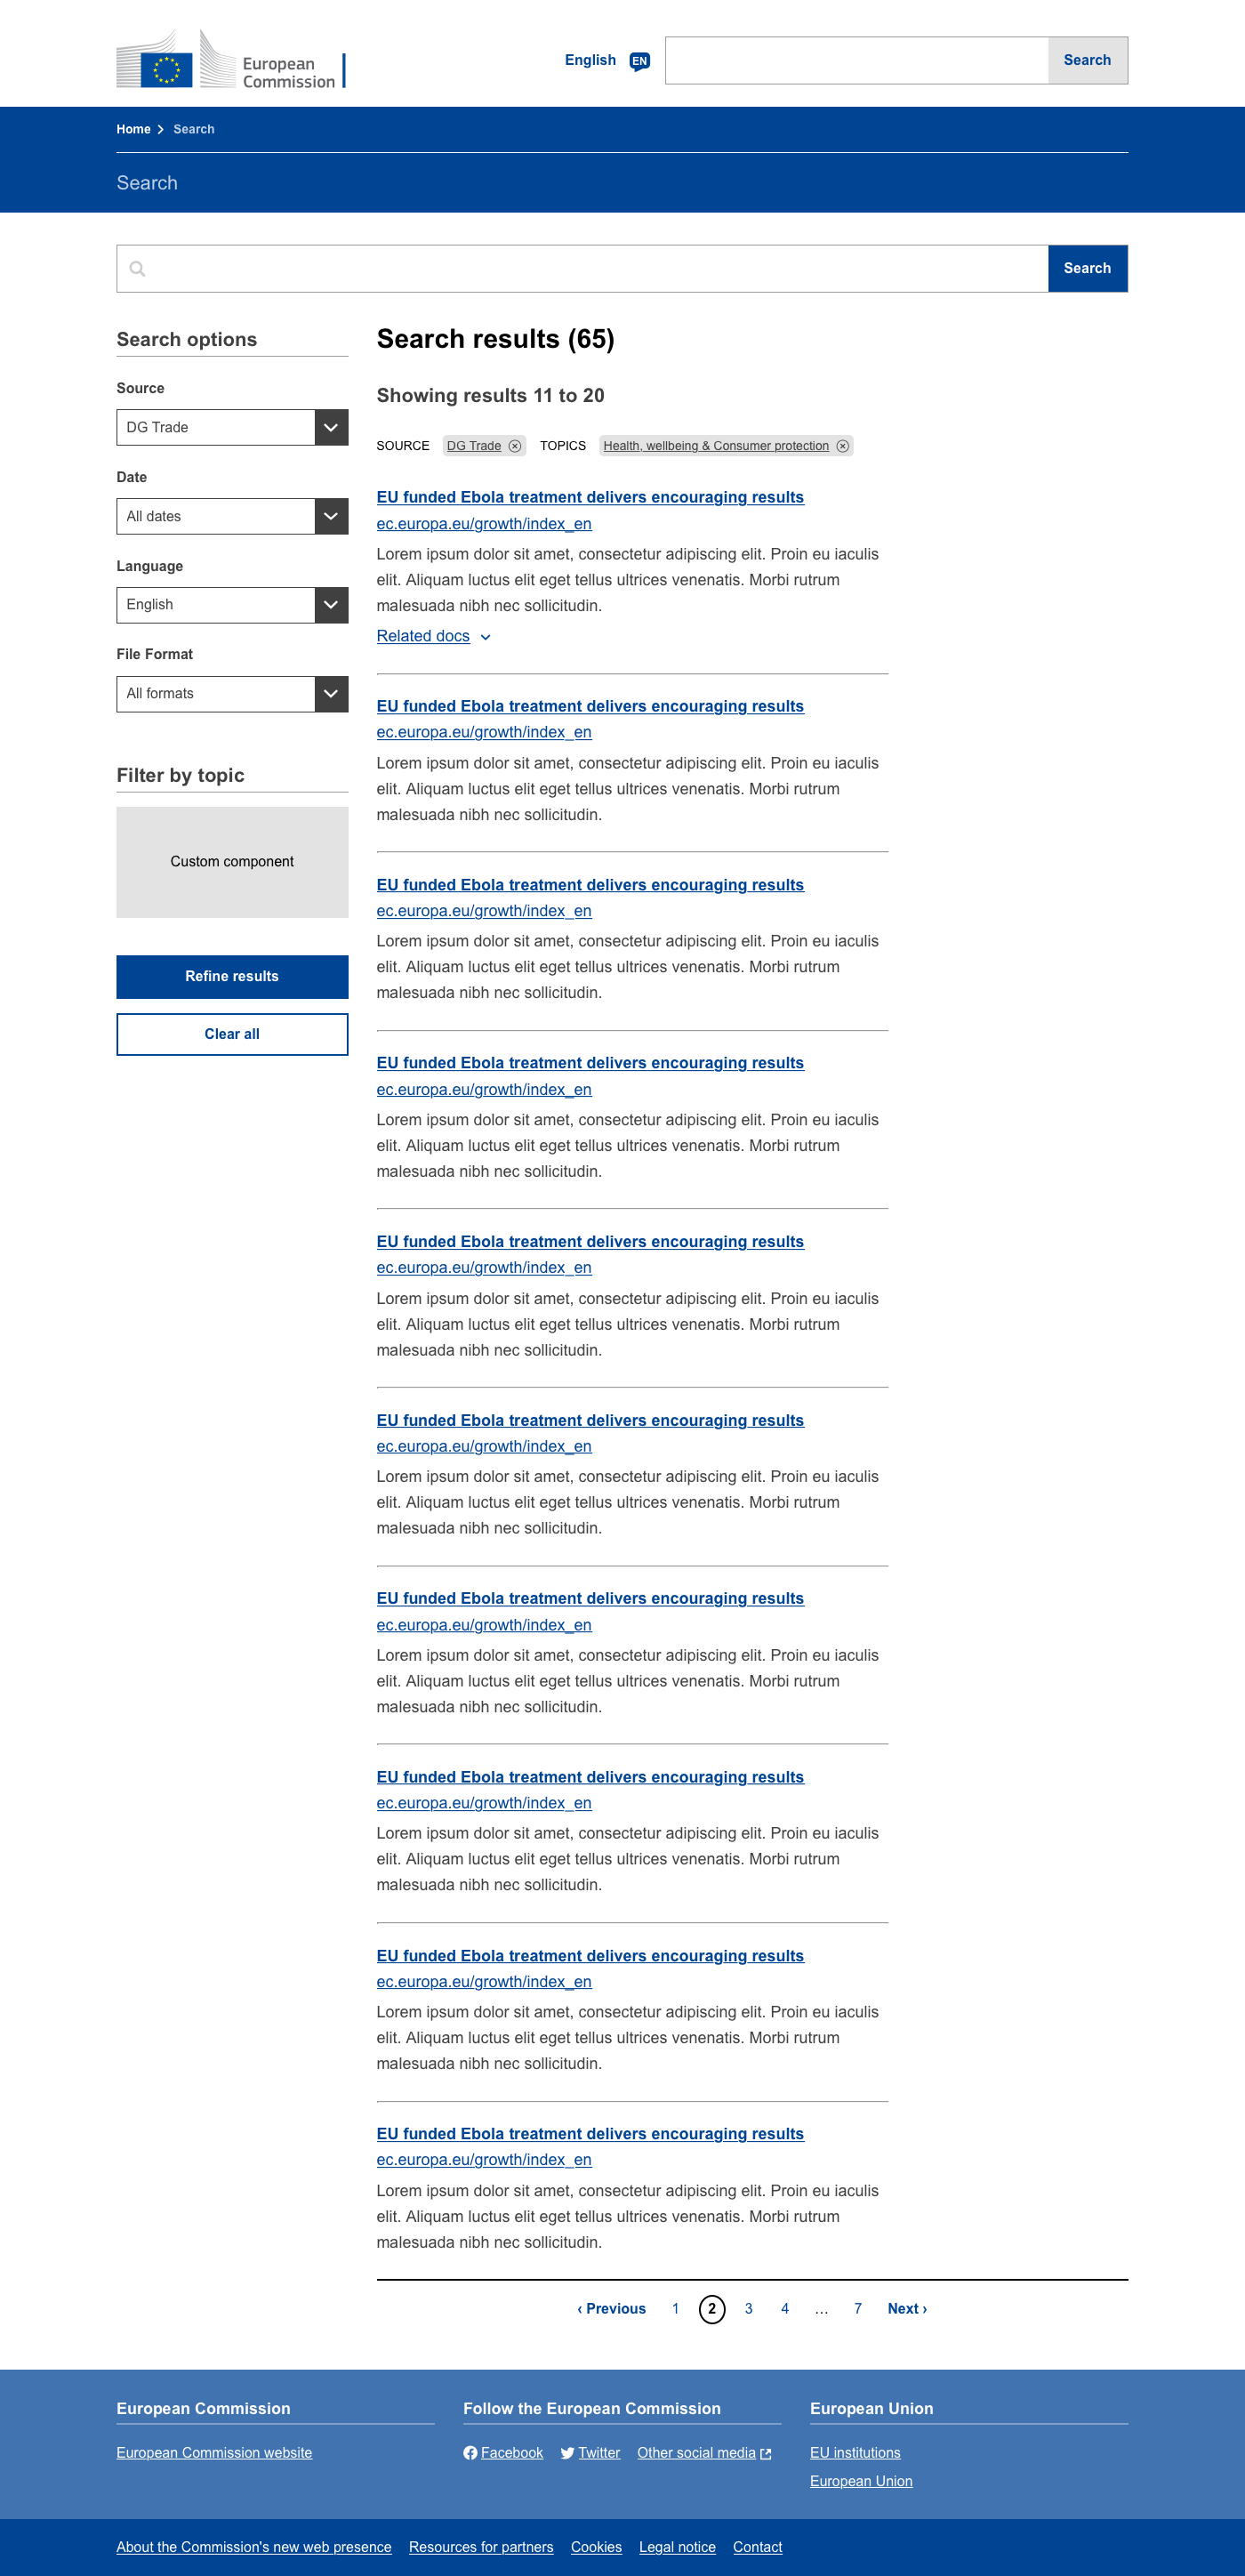 European
Commission
English EN Search
Home Search
Search
Search
Search options
Source
DG Trade
Date
All dates
Language
English
File Format
All formats
Filter by topic
Custom component
Refine results
Clear all
Search results (65)
Showing results 11 to 20
SOURCE DG Trade TOPICS Health, wellbeing & Consumer protection
EU funded Ebola treatment delivers encouraging results
ec.europa.eu/growth/index_en
Lorem ipsum dolor sit amet, consectetur adipiscing elit. Proin eu iaculis
elit. Aliquam luctus elit eget tellus ultrices venenatis. Morbi rutrum
malesuada nibh nec sollicitudin.
Related docs
EU funded Ebola treatment delivers encouraging results
ec.europa.eu/growth/index_en
Lorem ipsum dolor sit amet, consectetur adipiscing elit. Proin eu iaculis
elit. Aliquam luctus elit eget tellus ultrices venenatis. Morbi rutrum
malesuada nibh nec sollicitudin.
EU funded Ebola treatment delivers encouraging results
ec.europa.eu/growth/index_en
Lorem ipsum dolor sit amet, consectetur adipiscing elit. Proin eu iaculis
elit. Aliquam luctus elit eget tellus ultrices venenatis. Morbi rutrum
malesuada nibh nec sollicitudin.
EU funded Ebola treatment delivers encouraging results
ec.europa.eu/growth/index_en
Lorem ipsum dolor sit amet, consectetur adipiscing elit. Proin eu iaculis
elit. Aliquam luctus elit eget tellus ultrices venenatis. Morbi rutrum
malesuada nibh nec sollicitudin.
EU funded Ebola treatment delivers encouraging results
ec.europa.eu/growth/index_en
Lorem ipsum dolor sit amet, consectetur adipiscing elit. Proin eu iaculis
elit. Aliquam luctus elit eget tellus ultrices venenatis. Morbi rutrum
malesuada nibh nec sollicitudin.
EU funded Ebola treatment delivers encouraging results
ec.europa.eu/growth/index_en
Lorem ipsum dolor sit amet, consectetur adipiscing elit. Proin eu iaculis
elit. Aliquam luctus elit eget tellus ultrices venenatis. Morbi rutrum
malesuada nibh nec sollicitudin.
EU funded Ebola treatment delivers encouraging results
ec.europa.eu/growth/index_en
Lorem ipsum dolor sit amet, consectetur adipiscing elit. Proin eu iaculis
elit. Aliquam luctus elit eget tellus ultrices venenatis. Morbi rutrum
malesuada nibh nec sollicitudin.
EU funded Ebola treatment delivers encouraging results
ec.europa.eu/growth/index_en
Lorem ipsum dolor sit amet, consectetur adipiscing elit. Proin eu iaculis
elit. Aliquam luctus elit eget tellus ultrices venenatis. Morbi rutrum
malesuada nibh nec sollicitudin.
EU funded Ebola treatment delivers encouraging results
ec.europa.eu/growth/index_en
Lorem ipsum dolor sit amet, consectetur adipiscing elit. Proin eu iaculis
elit. Aliquam luctus elit eget tellus ultrices venenatis. Morbi rutrum
malesuada nibh nec sollicitudin.
EU funded Ebola treatment delivers encouraging results
ec.europa.eu/growth/index_en
Lorem ipsum dolor sit amet, consectetur adipiscing elit. Proin eu iaculis
elit. Aliquam luctus elit eget tellus ultrices venenatis. Morbi rutrum
malesuada nibh nec sollicitudin.
‹ Previous 1 2 3 4 … 7 Next ›
European Commission
European Commission website
Follow the European Commission
Facebook Twitter Other social media
European Union
EU institutions
European Union
About the Commission's new web presence Resources for partners Cookies Legal notice Contact